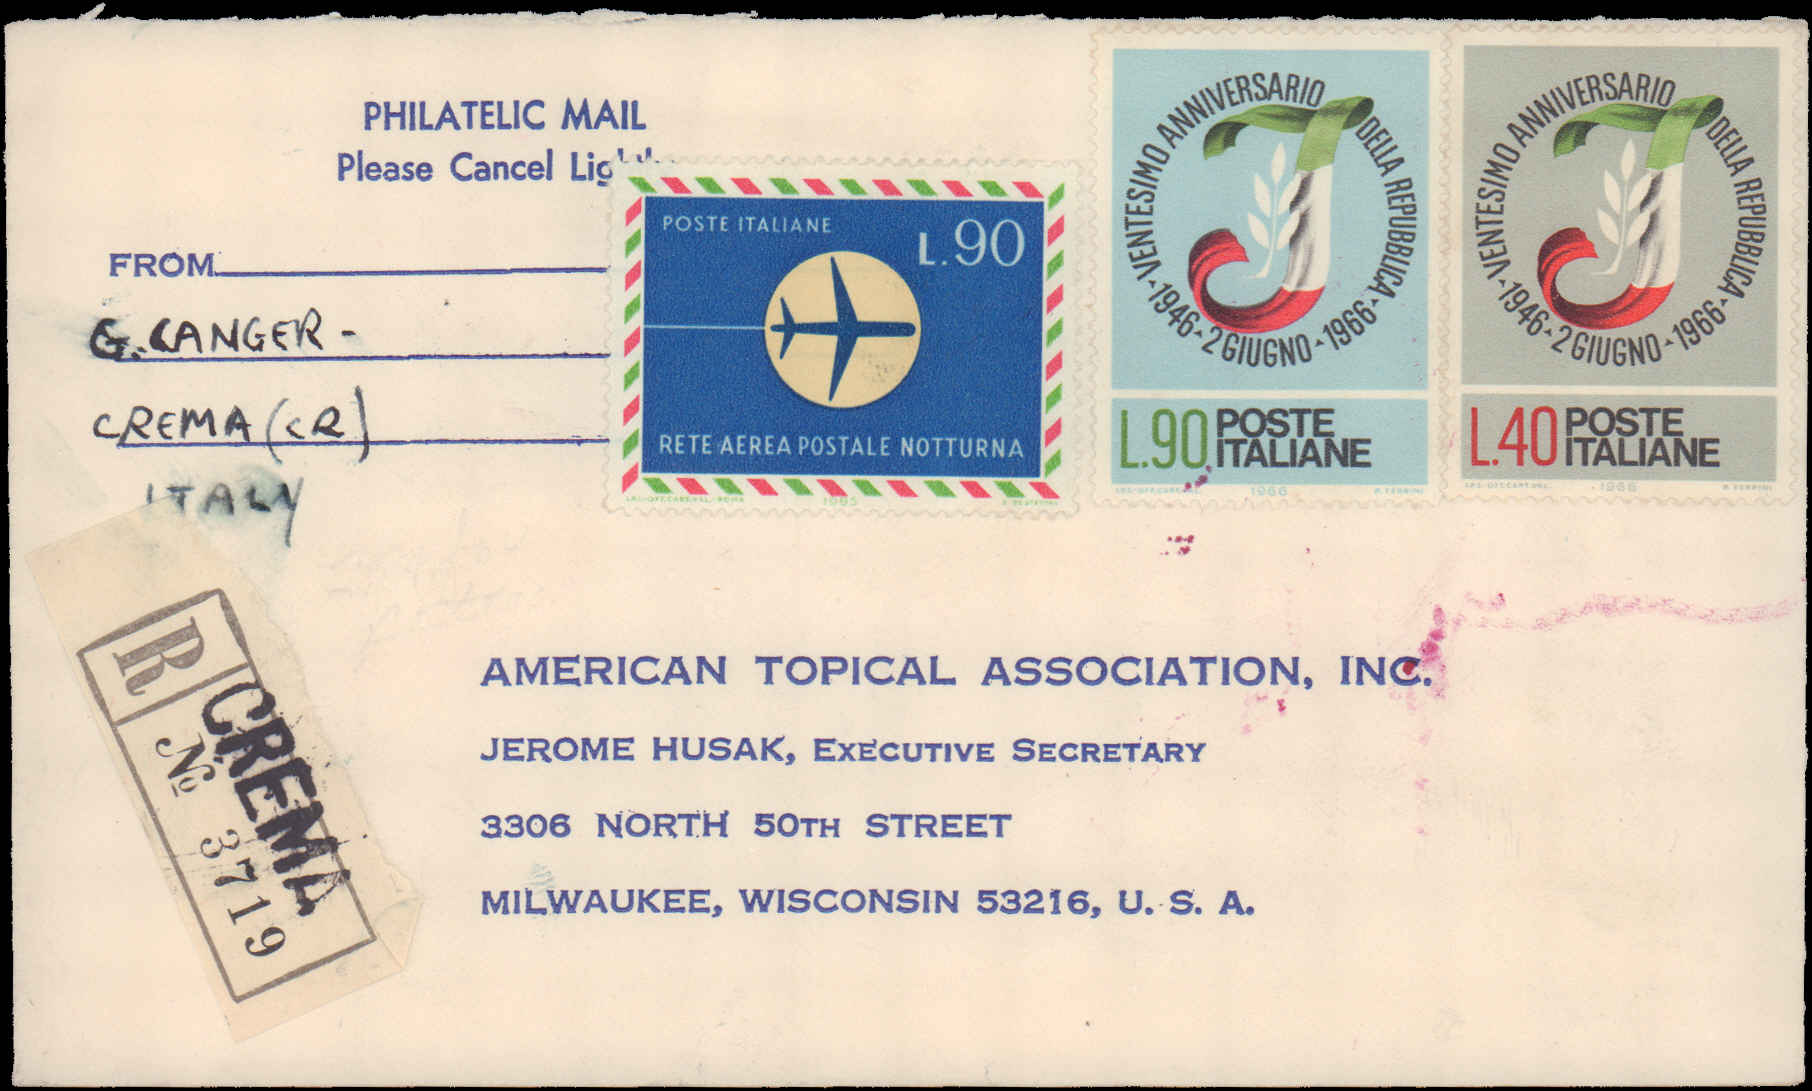 PHILATELIC MAIL
Please Cancel Lightly
FROM
G. CANGER -
CREMA (CR)
ITALY
POSTE ITALIANE
L.90
RETE AEREA POSTALE NOTTURNA
1965
VENTESIMO ANNIVERSARIO DELLA REPUBBLICA
1946 - 2 GIUGNO - 1966
L.90 POSTE
ITALIANE
1966
VENTESIMO ANNIVERSARIO DELLA REPUBBLICA
1946 - 2 GIUGNO - 1966
L.40 POSTE
ITALIANE
1966
R
CREMA
№ 3719
AMERICAN TOPICAL ASSOCIATION, INC.
JEROME HUSAK, EXECUTIVE SECRETARY
3306 NORTH 50TH STREET
MILWAUKEE, WISCONSIN 53216, U. S. A.